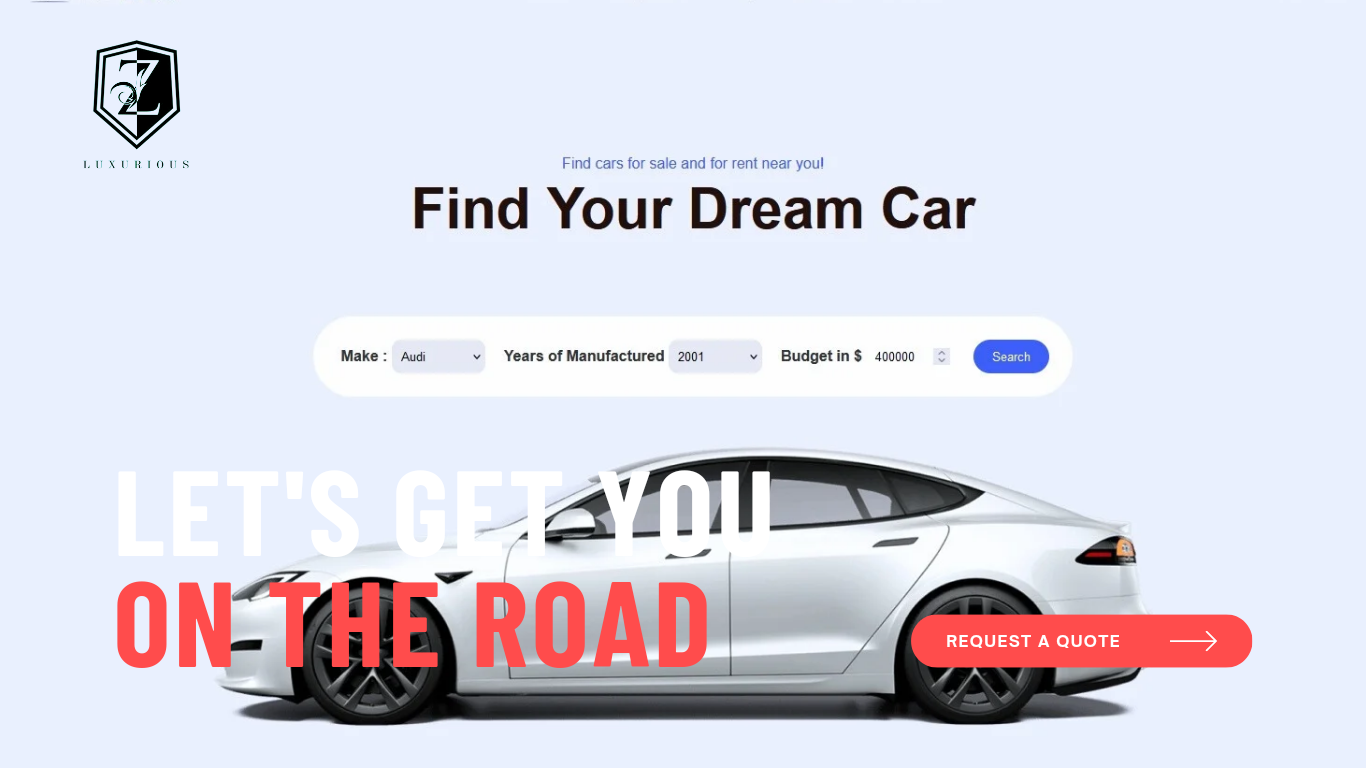 Z
LUXURIOUS
Find cars for sale and for rent near you!
Find Your Dream Car
Make : Audi Years of Manufactured 2001 Budget in $ 400000 Search
LET'S GET YOU
ON THE ROAD
REQUEST A QUOTE